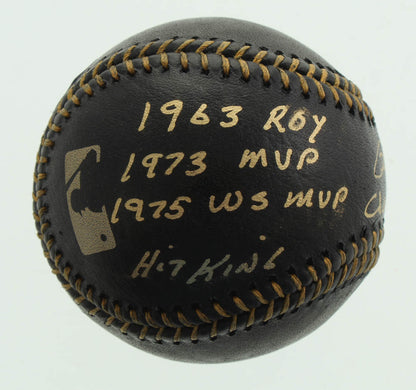 1963 ROY
1973 MVP
1975 WS MVP
Hit King